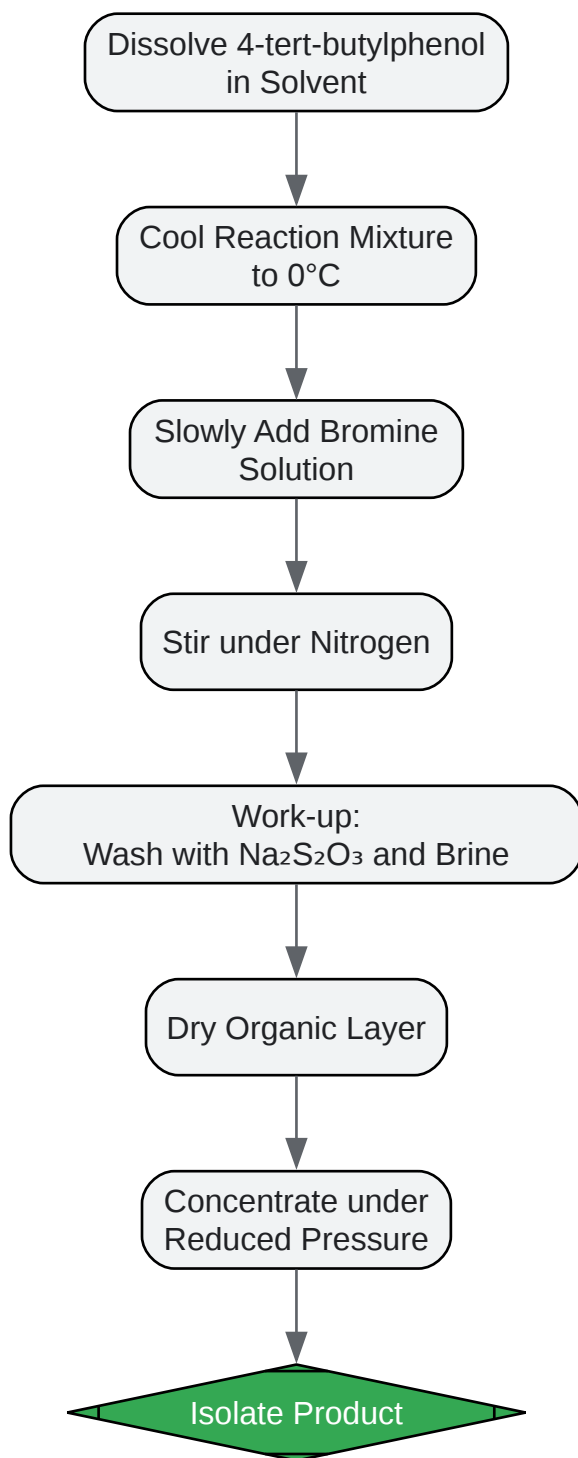 Dissolve 4-tert-butylphenol
in Solvent
Cool Reaction Mixture
to 0°C
Slowly Add Bromine
Solution
Stir under Nitrogen
Work-up:
Wash with Na₂S₂O₃ and Brine
Dry Organic Layer
Concentrate under
Reduced Pressure
Isolate Product